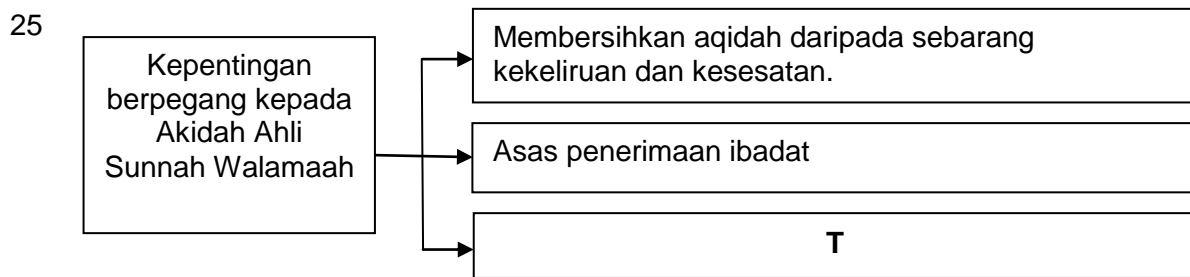 25
Kepentingan
berpegang kepada
Akidah Ahli
Sunnah Walamaah
Membersihkan aqidah daripada sebarang
kekeliruan dan kesesatan.
Asas penerimaan ibadat
T